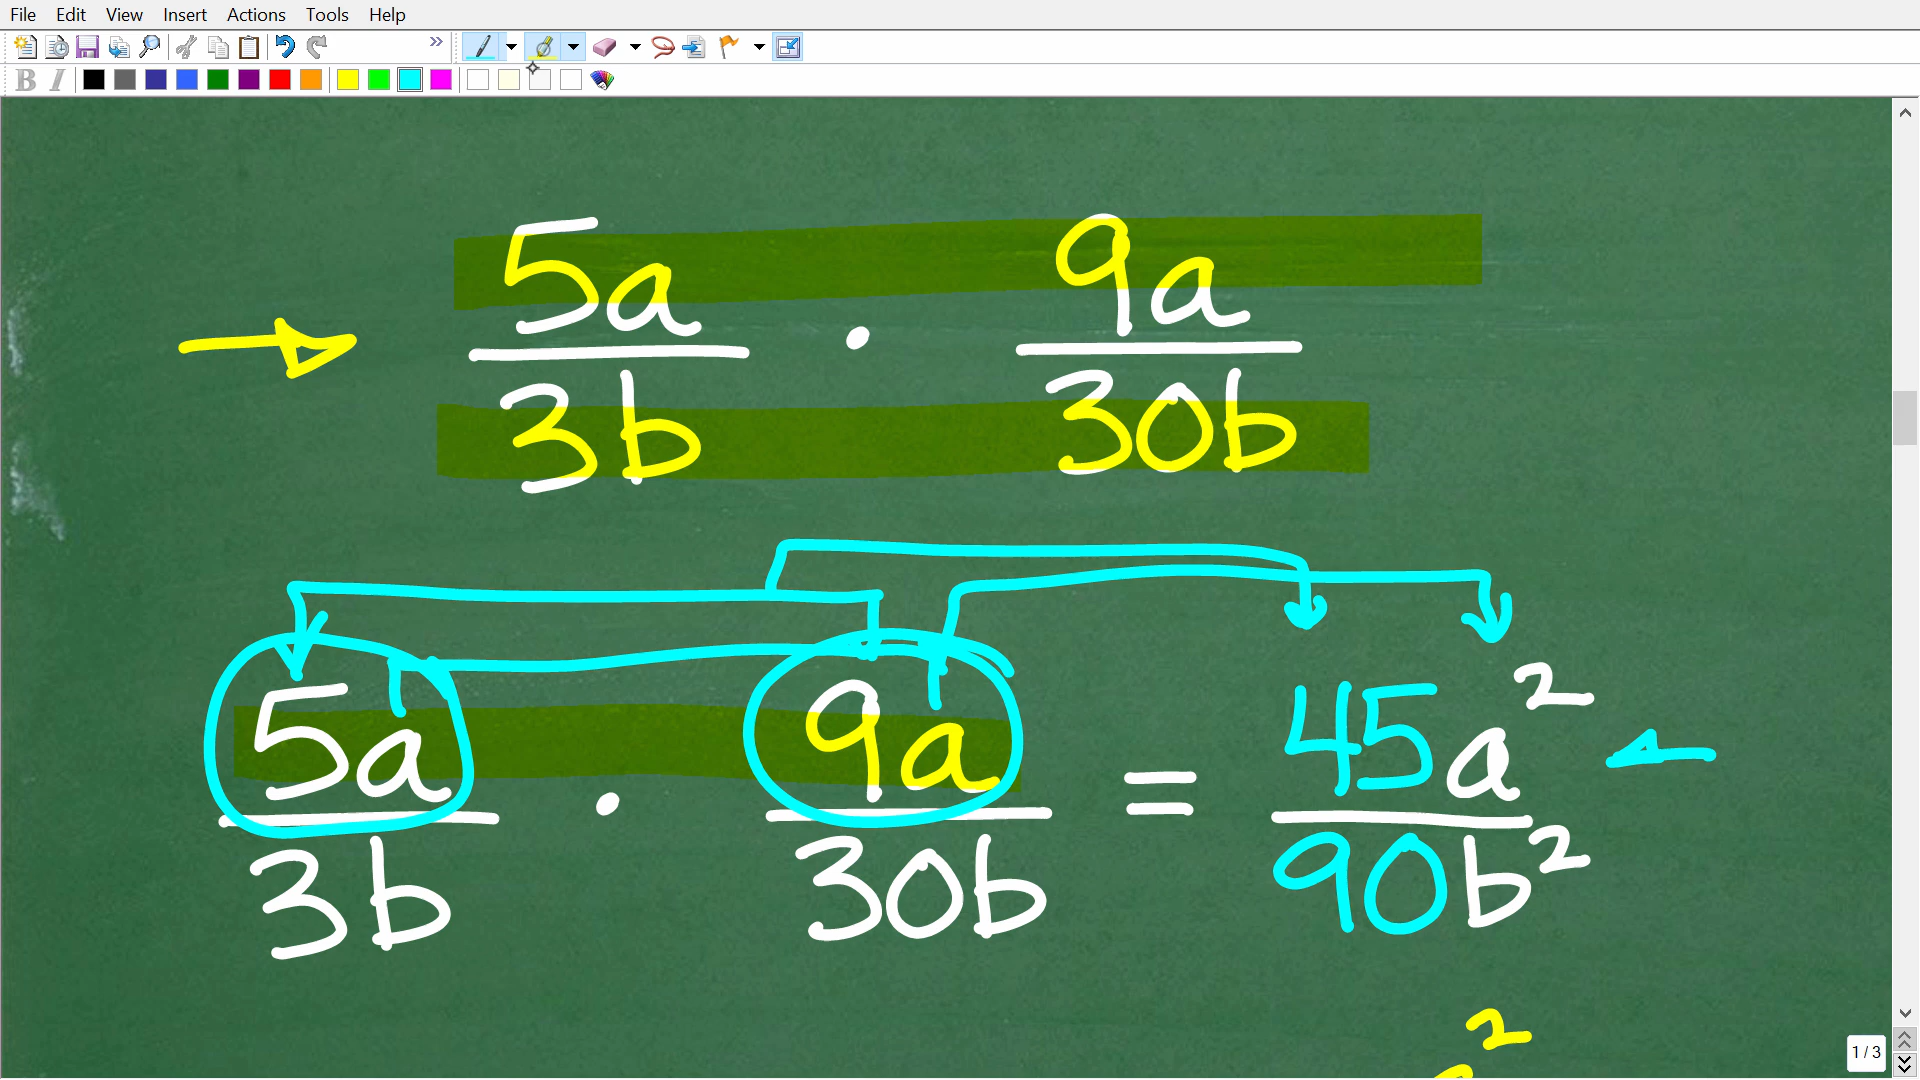 File Edit View Insert Actions Tools Help
B I
5a/3b · 9a/30b
5a/3b · 9a/30b = 45a²/90b²
2
1 / 3